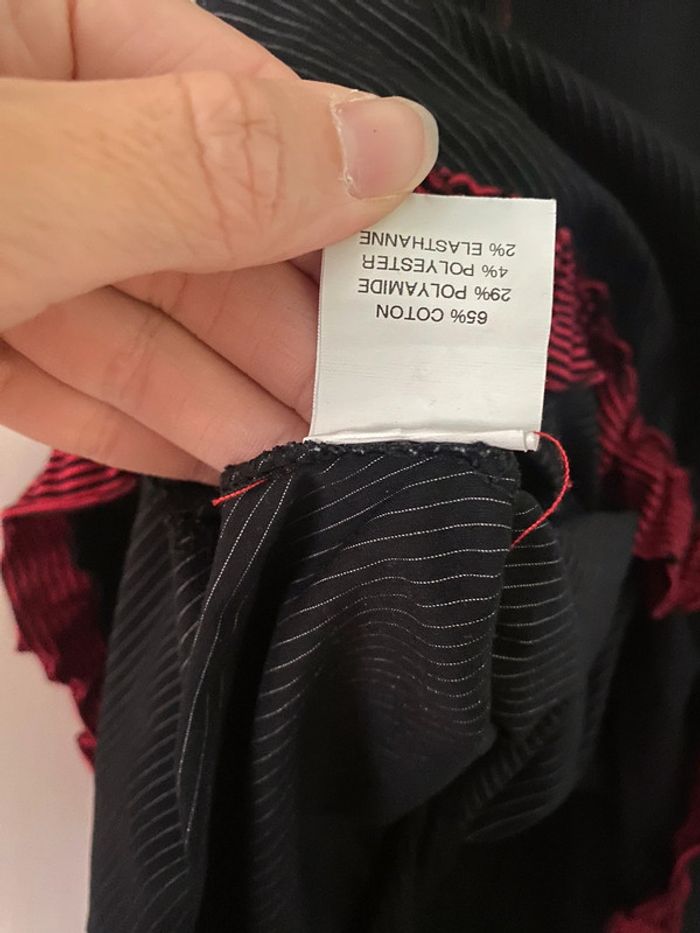 65% COTON
29% POLYAMIDE
4% POLYESTER
2% ELASTHANNE